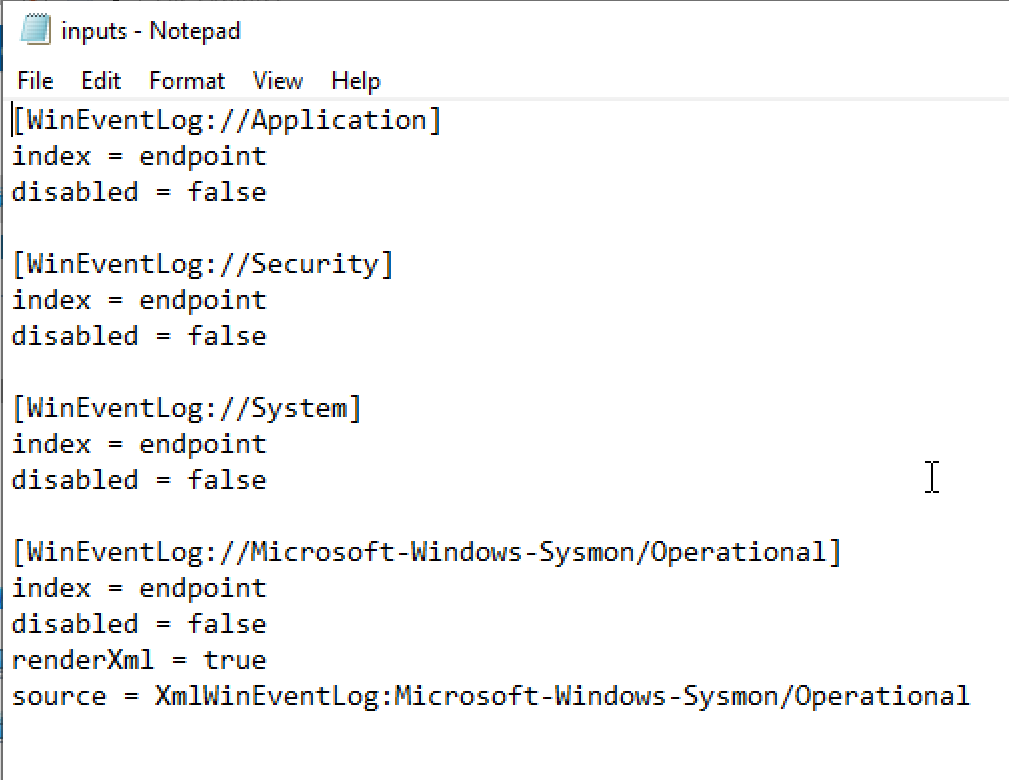 inputs - Notepad
File Edit Format View Help
[WinEventLog://Application]
index = endpoint
disabled = false
[WinEventLog://Security]
index = endpoint
disabled = false
[WinEventLog://System]
index = endpoint
disabled = false
[WinEventLog://Microsoft-Windows-Sysmon/Operational]
index = endpoint
disabled = false
renderXml = true
source = XmlWinEventLog:Microsoft-Windows-Sysmon/Operational